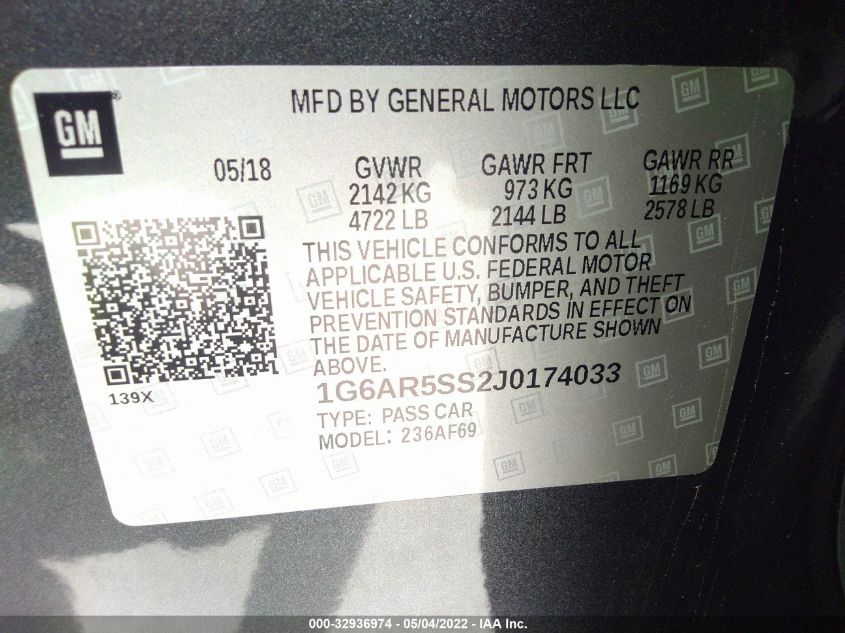 MFD BY GENERAL MOTORS LLC
GM®
05/18 GVWR GAWR FRT GAWR RR
2142 KG 973 KG 1169 KG
4722 LB 2144 LB 2578 LB
THIS VEHICLE CONFORMS TO ALL
APPLICABLE U.S. FEDERAL MOTOR
VEHICLE SAFETY, BUMPER, AND THEFT
PREVENTION STANDARDS IN EFFECT ON
THE DATE OF MANUFACTURE SHOWN
ABOVE.
139X
1G6AR5SS2J0174033
TYPE: PASS CAR
MODEL: 236AF69
000-32936974 — 05/04/2022 — IAA Inc.